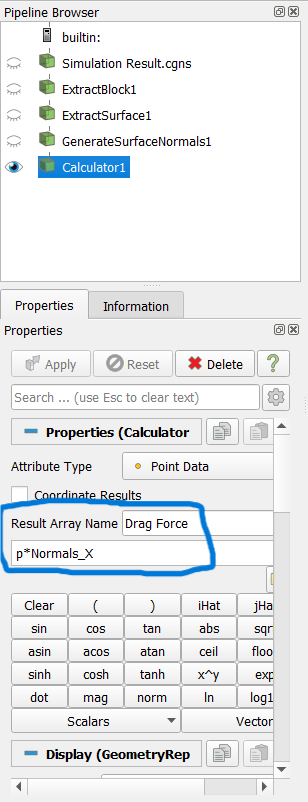 Pipeline Browser
builtin:
Simulation Result.cgns
ExtractBlock1
ExtractSurface1
GenerateSurfaceNormals1
Calculator1
Properties Information
Properties
Apply Reset Delete ?
Search ... (use Esc to clear text)
Properties (Calculator
Attribute Type Point Data
Coordinate Results
Result Array Name Drag Force
p*Normals_X
Clear ( ) iHat jHa
sin cos tan abs sqr
asin acos atan ceil floo
sinh cosh tanh x^y exp
dot mag norm ln log1
Scalars Vector
Display (GeometryRep